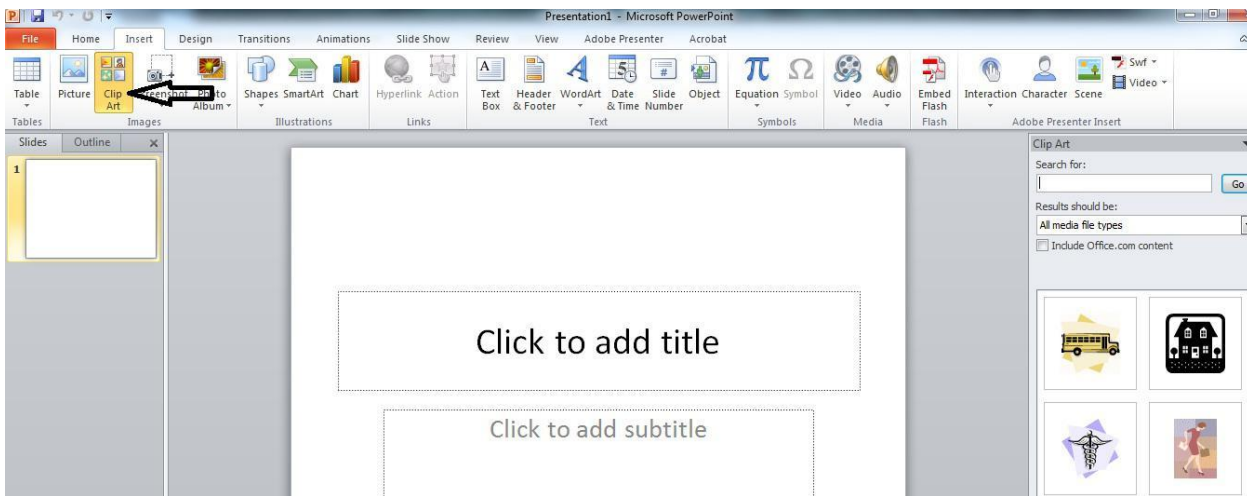 Presentation1 - Microsoft PowerPoint
File Home Insert Design Transitions Animations Slide Show Review View Adobe Presenter Acrobat
Table Picture Clip Art Photo Album Shapes SmartArt Chart Hyperlink Action Text Box Header & Footer WordArt Date & Time Slide Number Object Equation Symbol Video Audio Embed Flash Interaction Character Scene Swf Video
Tables Images Illustrations Links Text Symbols Media Flash Adobe Presenter Insert
Slides Outline
1
Click to add title
Click to add subtitle
Clip Art
Search for:
Go
Results should be:
All media file types
Include Office.com content